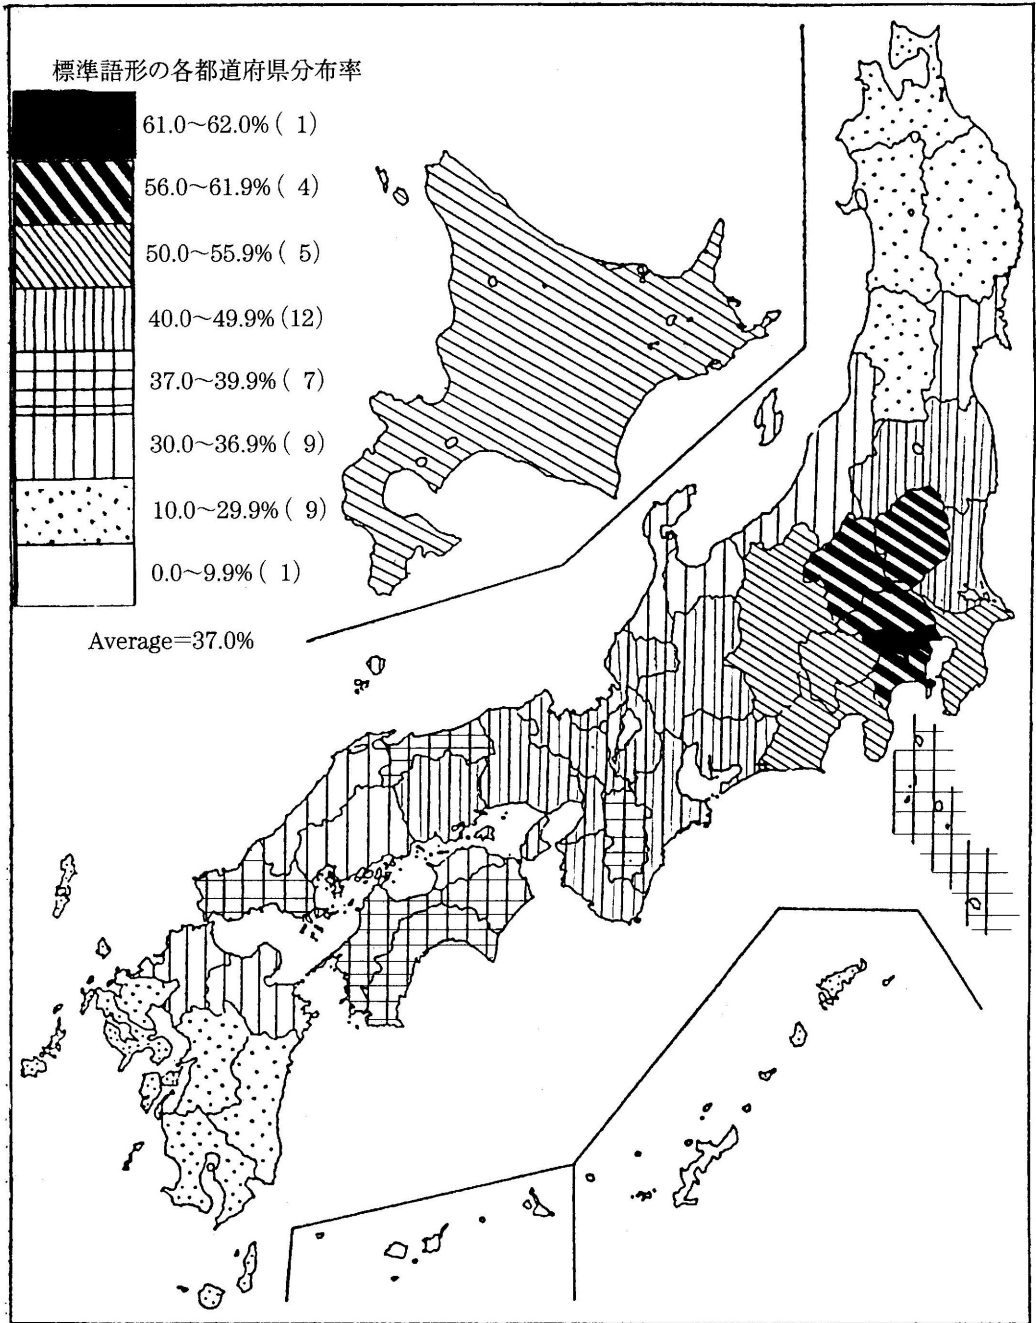 標準語形の各都道府県分布率
61.0～62.0% ( 1)
56.0～61.9% ( 4)
50.0～55.9% ( 5)
40.0～49.9% (12)
37.0～39.9% ( 7)
30.0～36.9% ( 9)
10.0～29.9% ( 9)
0.0～9.9% ( 1)
Average=37.0%